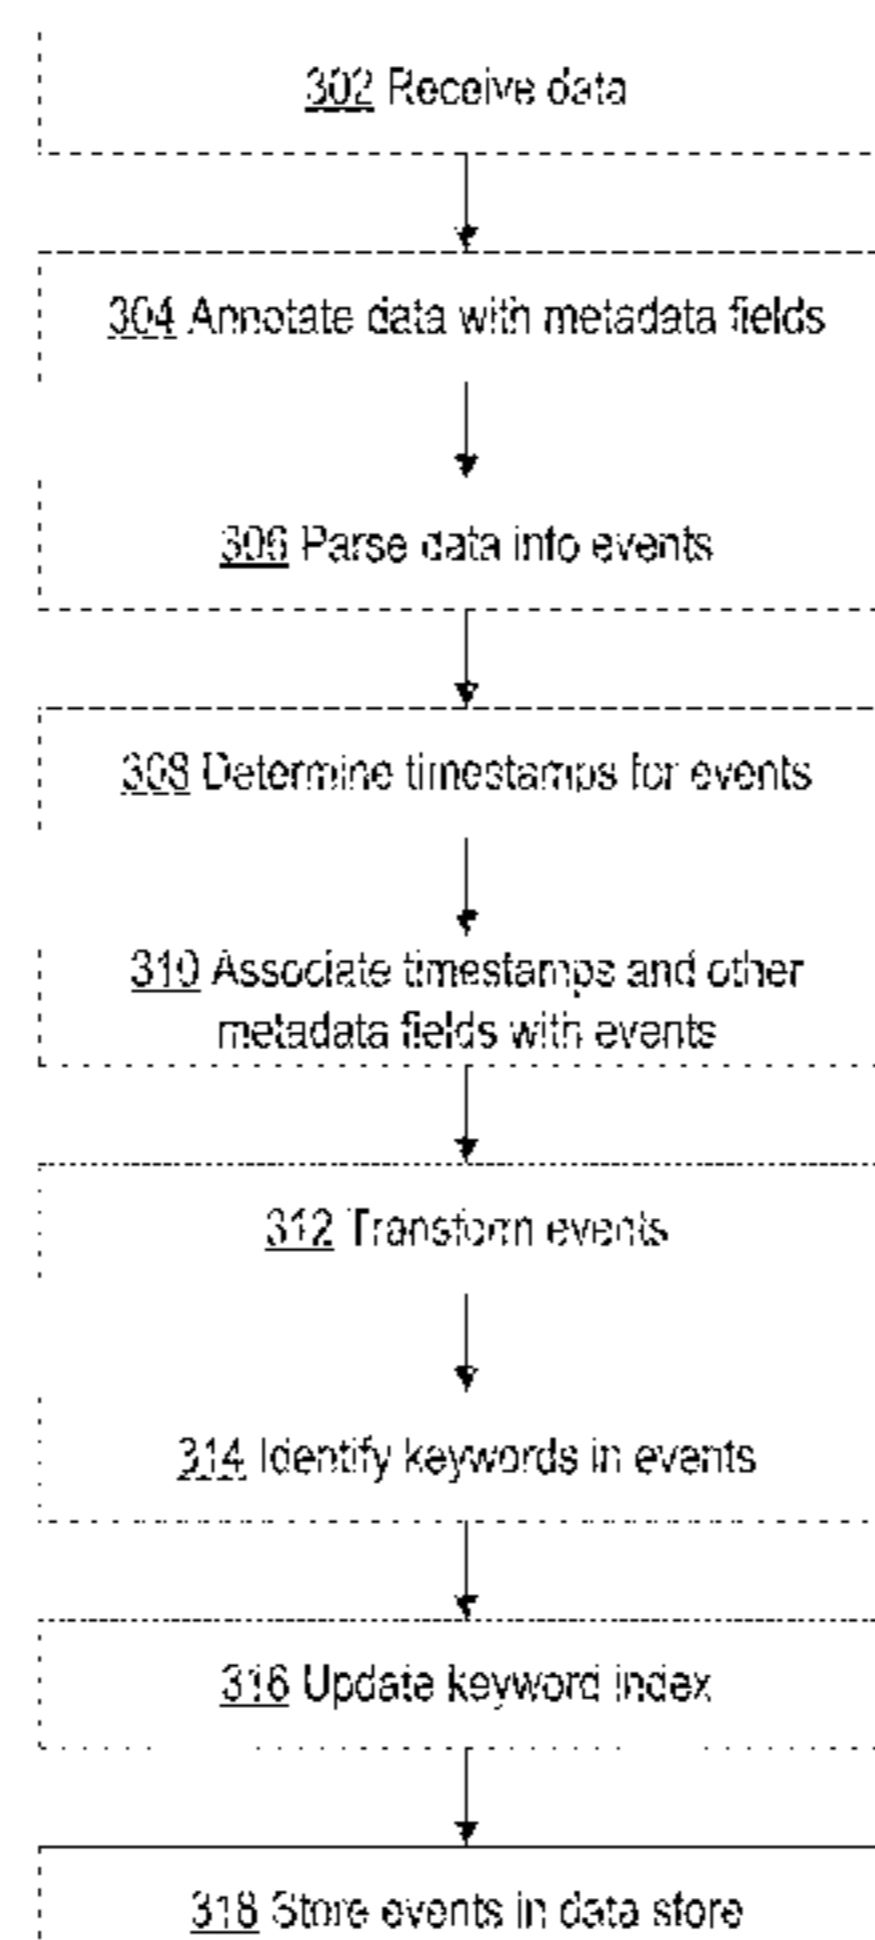 302 Receive data
304 Annotate data with metadata fields
306 Parse data into events
308 Determine timestamps for events
310 Associate timestamps and other
metadata fields with events
312 Transform events
314 Identify keywords in events
316 Update keyword index
318 Store events in data store